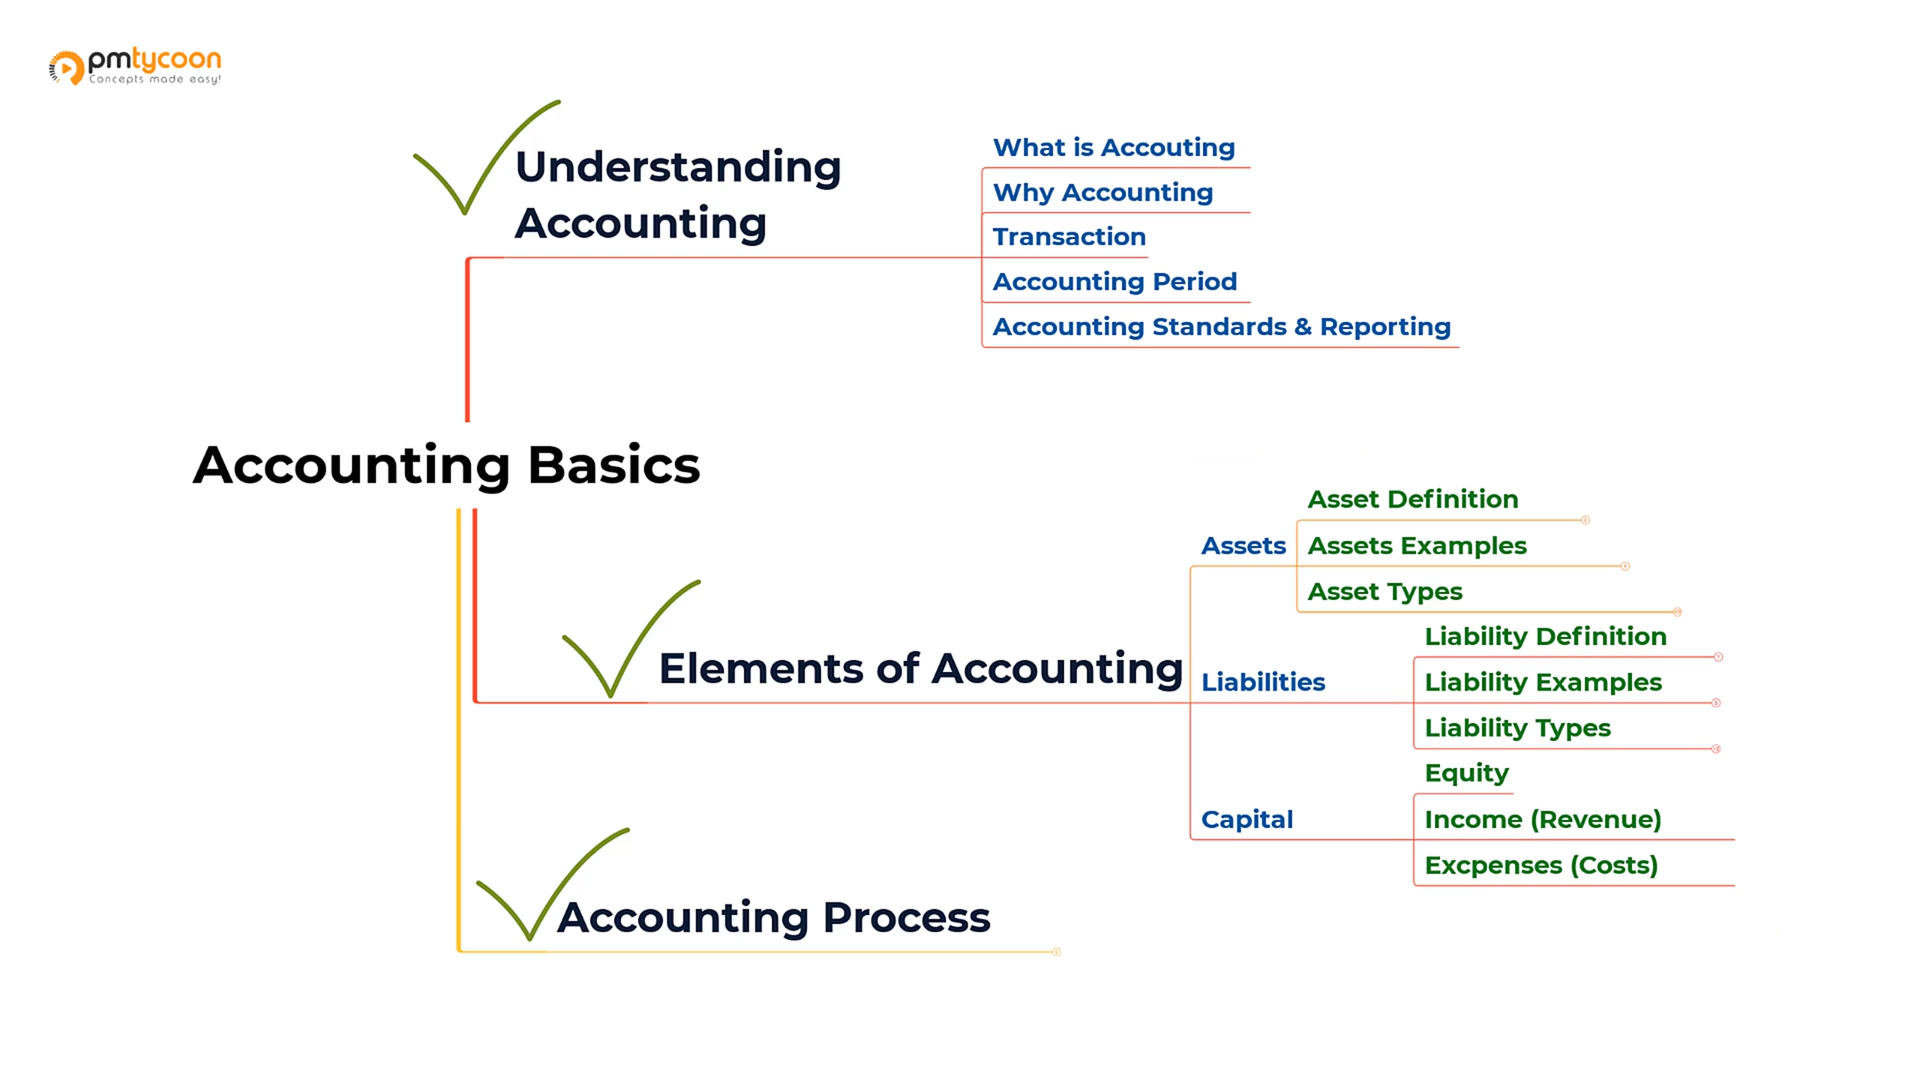 pmtycoon
Concepts made easy!
Understanding
Accounting
What is Accouting
Why Accounting
Transaction
Accounting Period
Accounting Standards & Reporting
Accounting Basics
Elements of Accounting
Assets
Asset Definition
Assets Examples
Asset Types
Liabilities
Liability Definition
Liability Examples
Liability Types
Capital
Equity
Income (Revenue)
Excpenses (Costs)
Accounting Process